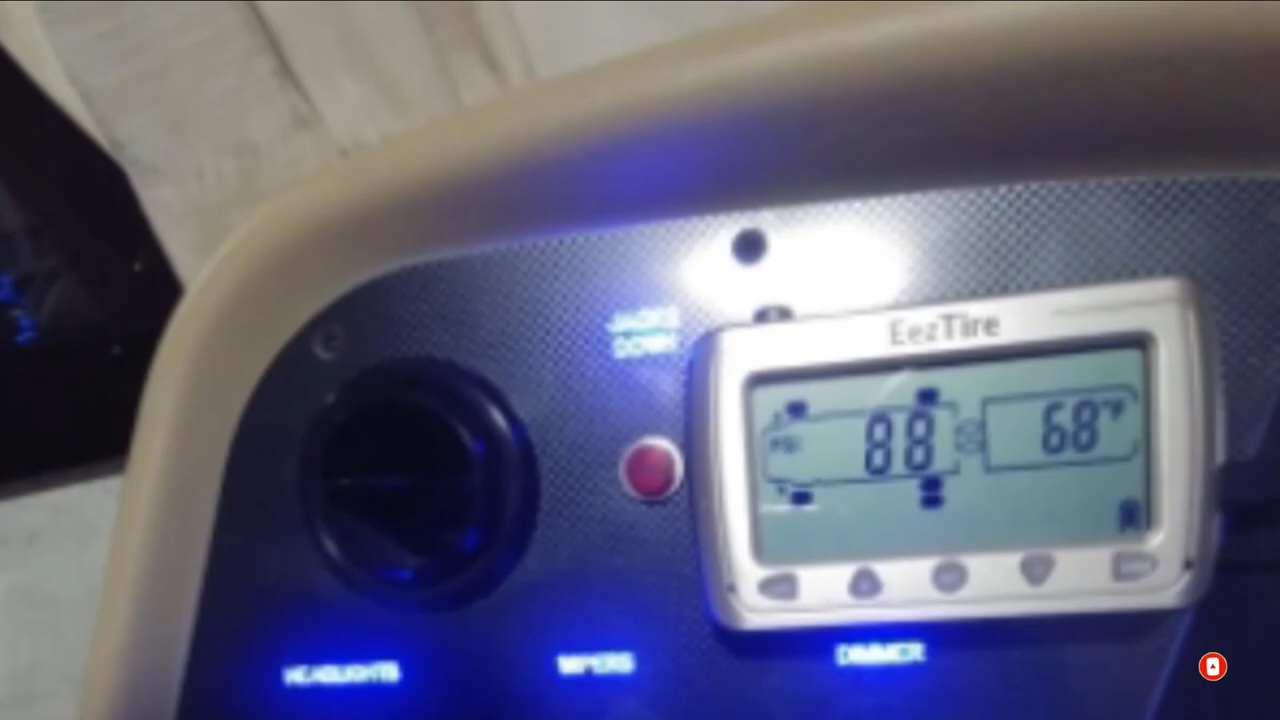 JACKS
DOWN
EezTire
PSI
88
68°F
HEADLIGHTS
WIPERS
DIMMER